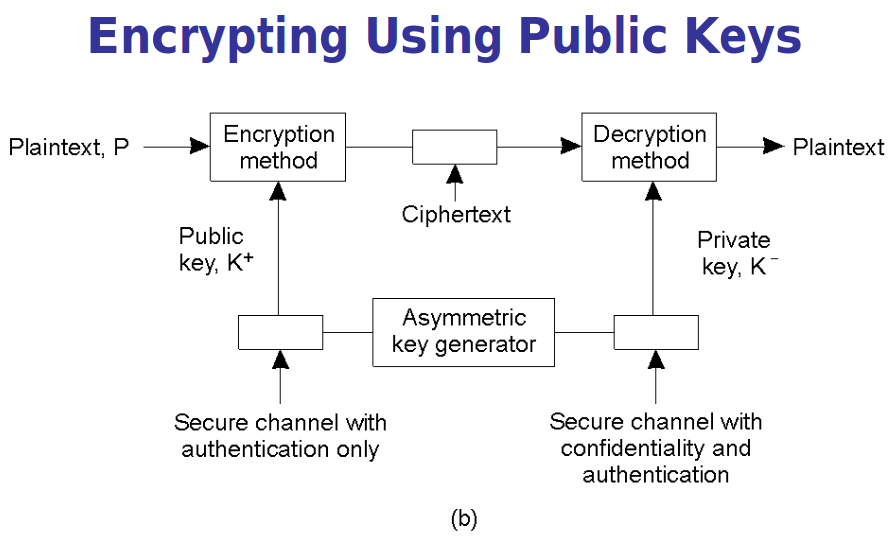 Encrypting Using Public Keys
Plaintext, P
Encryption
method
Decryption
method
Plaintext
Ciphertext
Public
key, K⁺
Private
key, K⁻
Asymmetric
key generator
Secure channel with
authentication only
Secure channel with
confidentiality and
authentication
(b)